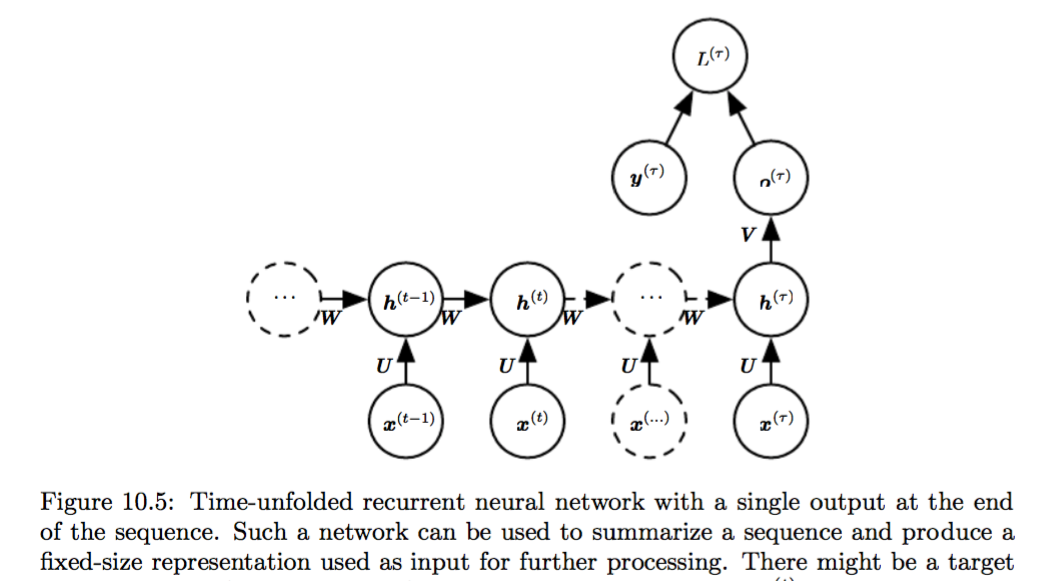 L^(τ)
y^(τ) o^(τ)
V
... h^(t−1) h^(t) ... h^(τ)
W W W W
U U U U
x^(t−1) x^(t) x^(...) x^(τ)
Figure 10.5: Time-unfolded recurrent neural network with a single output at the end
of the sequence. Such a network can be used to summarize a sequence and produce a
fixed-size representation used as input for further processing. There might be a target